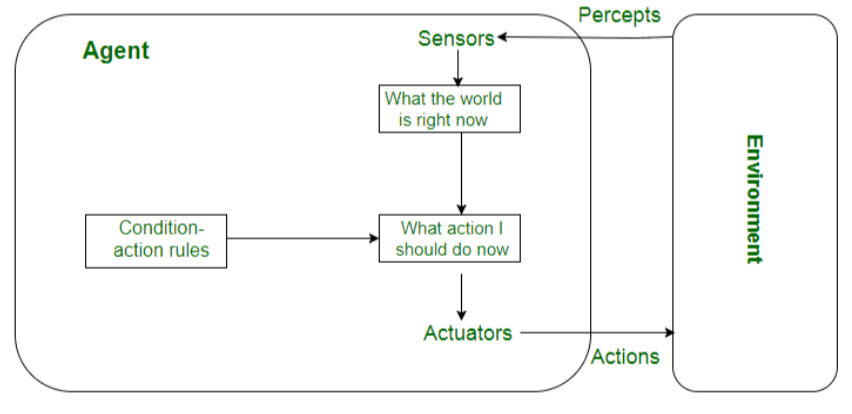 Percepts
Sensors
Agent
What the world
is right now
Environment
Condition-
action rules
What action I
should do now
Actuators
Actions